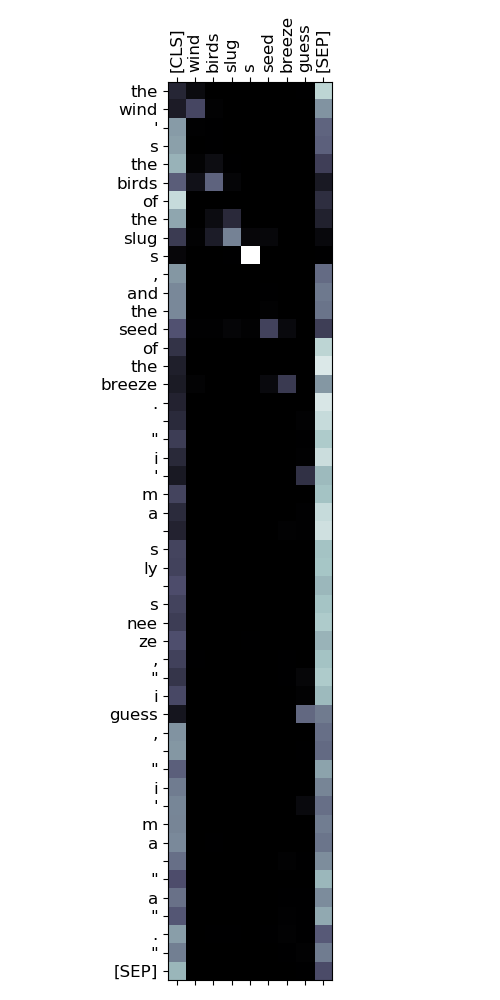 [CLS] wind birds slug s seed breeze guess [SEP]
the
wind
'
s
the
birds
of
the
slug
s
,
and
the
seed
of
the
breeze
.
"
i
'
m
a
s
ly
s
nee
ze
,
"
i
guess
,
"
i
'
m
a
"
a
"
.
"
[SEP]